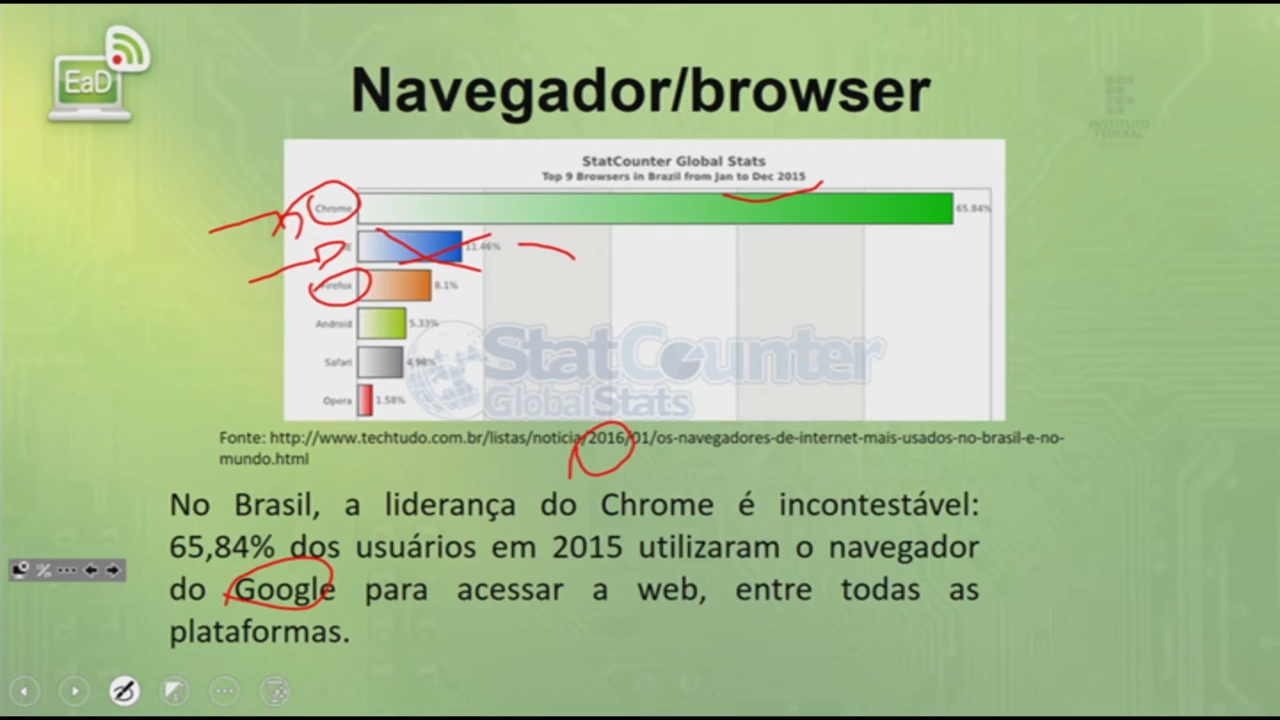 EaD
Navegador/browser
INSTITUTO
FEDERAL
StatCounter Global Stats
Top 9 Browsers in Brazil from Jan to Dec 2015
Chrome 65.84%
11.46%
Firefox 8.1%
Android 5.33%
Safari 4.98%
Opera 1.58%
StatCounter
GlobalStats
Fonte: http://www.techtudo.com.br/listas/noticia/2016/01/os-navegadores-de-internet-mais-usados-no-brasil-e-no-
mundo.html
No Brasil, a liderança do Chrome é incontestável:
65,84% dos usuários em 2015 utilizaram o navegador
do Google para acessar a web, entre todas as
plataformas.